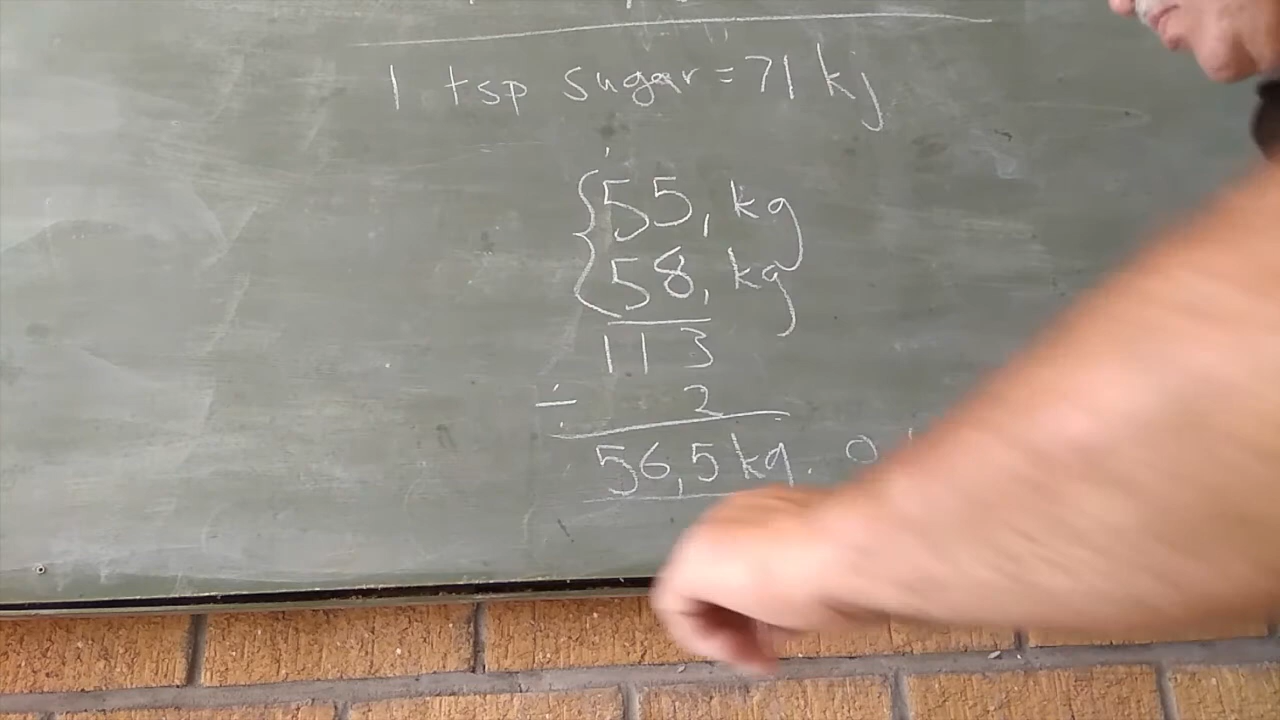 1 tsp sugar = 71 kj
55, kg
58, kg
113
÷ 2
56,5 kg.